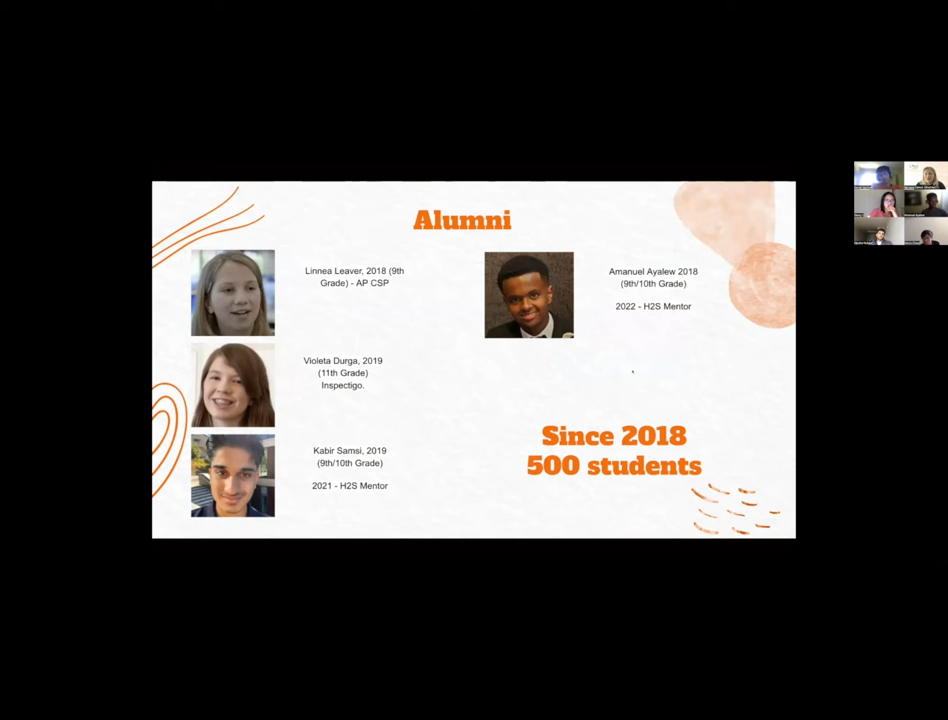 Alumni
Linnea Leaver, 2018 (9th
Grade) - AP CSP
Violeta Durga, 2019
(11th Grade)
Inspectigo.
Kabir Samsi, 2019
(9th/10th Grade)
2021 - H2S Mentor
Amanuel Ayalew 2018
(9th/10th Grade)
2022 - H2S Mentor
Since 2018
500 students